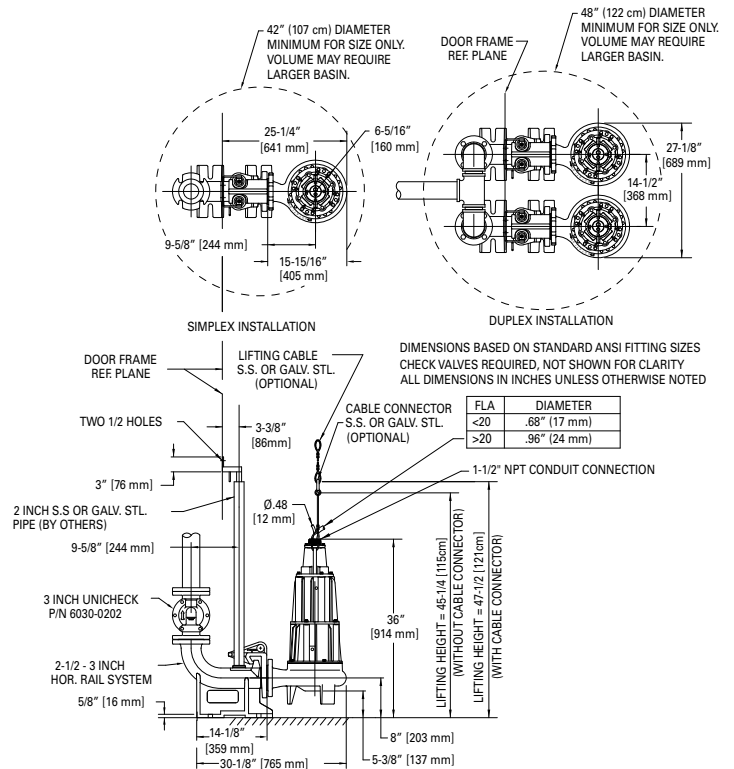 42" (107 cm) DIAMETER
MINIMUM FOR SIZE ONLY.
VOLUME MAY REQUIRE
LARGER BASIN.
48" (122 cm) DIAMETER
MINIMUM FOR SIZE ONLY.
VOLUME MAY REQUIRE
LARGER BASIN.
DOOR FRAME
REF. PLANE
25-1/4"
[641 mm]
6-5/16"
[160 mm]
27-1/8"
[689 mm]
14-1/2"
[368 mm]
9-5/8" [244 mm]
15-15/16"
[405 mm]
SIMPLEX INSTALLATION
DUPLEX INSTALLATION
DIMENSIONS BASED ON STANDARD ANSI FITTING SIZES
CHECK VALVES REQUIRED, NOT SHOWN FOR CLARITY
ALL DIMENSIONS IN INCHES UNLESS OTHERWISE NOTED
DOOR FRAME
REF. PLANE
LIFTING CABLE
S.S. OR GALV. STL.
(OPTIONAL)
FLA DIAMETER
<20 .68" (17 mm)
>20 .96" (24 mm)
TWO 1/2 HOLES
3-3/8"
[86mm]
CABLE CONNECTOR
S.S. OR GALV. STL.
(OPTIONAL)
1-1/2" NPT CONDUIT CONNECTION
3" [76 mm]
2 INCH S.S OR GALV. STL.
PIPE (BY OTHERS)
Ø.48
[12 mm]
9-5/8" [244 mm]
3 INCH UNICHECK
P/N 6030-0202
36"
[914 mm]
LIFTING HEIGHT = 45-1/4 [115cm]
(WITHOUT CABLE CONNECTOR)
LIFTING HEIGHT = 47-1/2 [121cm]
(WITH CABLE CONNECTOR)
2-1/2 - 3 INCH
HOR. RAIL SYSTEM
5/8" [16 mm]
14-1/8"
[359 mm]
8" [203 mm]
5-3/8" [137 mm]
30-1/8" [765 mm]